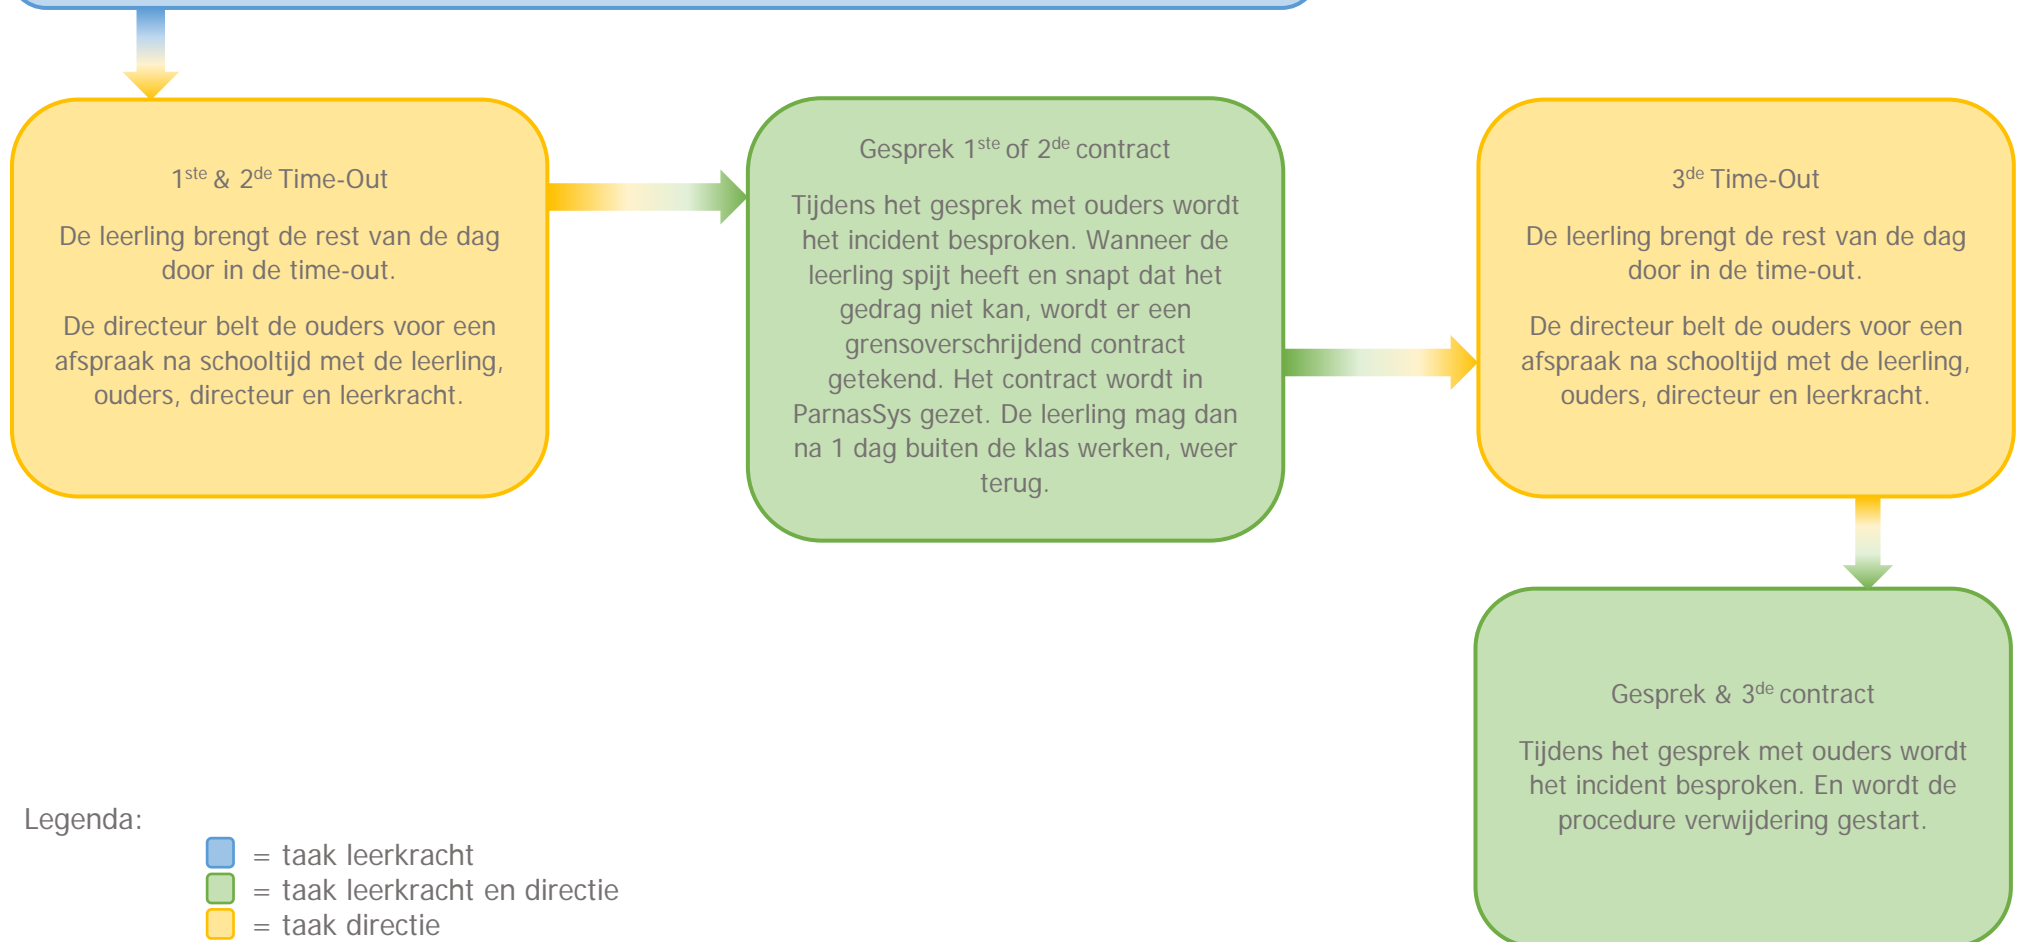 1ste & 2de Time-Out
De leerling brengt de rest van de dag
door in de time-out.
De directeur belt de ouders voor een
afspraak na schooltijd met de leerling,
ouders, directeur en leerkracht.
Gesprek 1ste of 2de contract
Tijdens het gesprek met ouders wordt
het incident besproken. Wanneer de
leerling spijt heeft en snapt dat het
gedrag niet kan, wordt er een
grensoverschrijdend contract
getekend. Het contract wordt in
ParnasSys gezet. De leerling mag dan
na 1 dag buiten de klas werken, weer
terug.
3de Time-Out
De leerling brengt de rest van de dag
door in de time-out.
De directeur belt de ouders voor een
afspraak na schooltijd met de leerling,
ouders, directeur en leerkracht.
Gesprek & 3de contract
Tijdens het gesprek met ouders wordt
het incident besproken. En wordt de
procedure verwijdering gestart.
Legenda:
= taak leerkracht
= taak leerkracht en directie
= taak directie